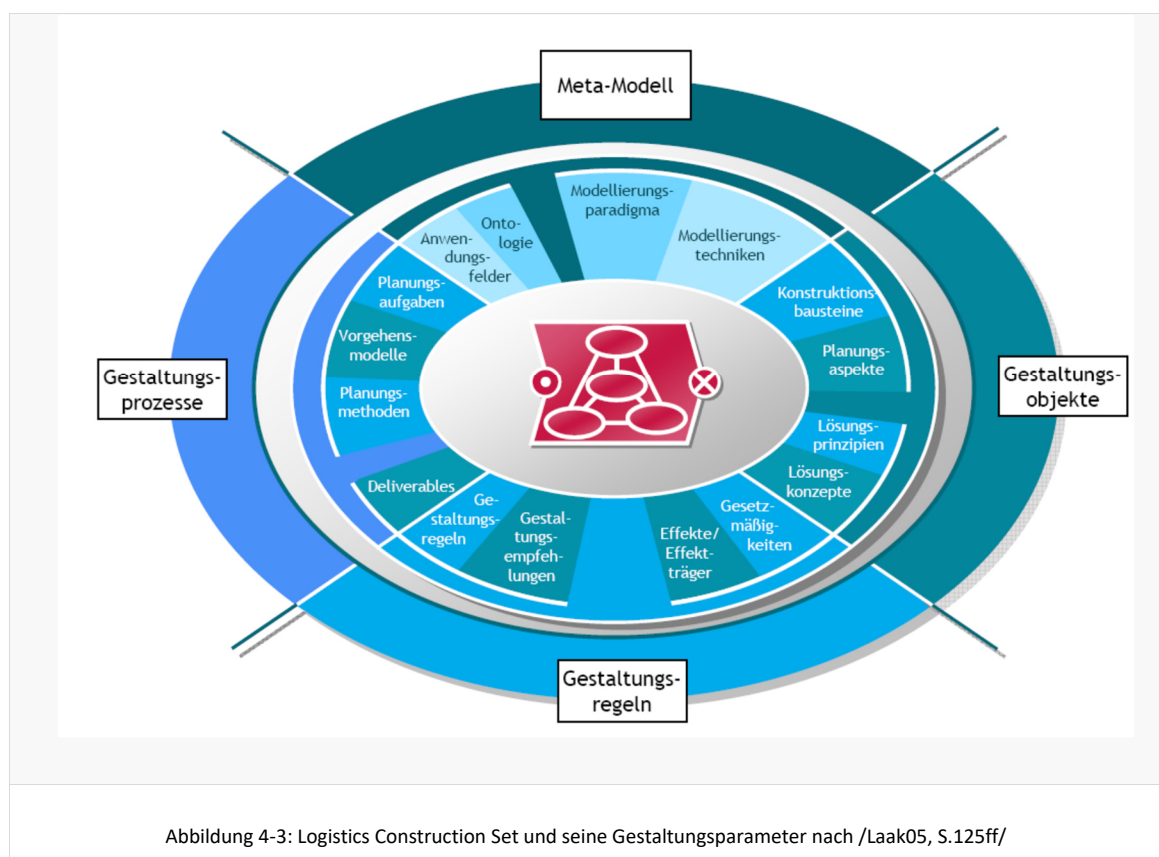 Meta-Modell
Modellierungs-
paradigma
Onto-
logie
Modellierungs-
techniken
Anwen-
dungs-
felder
Planungs-
aufgaben
Konstruktions-
bausteine
Vorgehens-
modelle
Planungs-
aspekte
Gestaltungs-
prozesse
Gestaltungs-
objekte
Planungs-
methoden
Lösungs-
prinzipien
Deliverables
Lösungs-
konzepte
Ge-
staltungs-
regeln
Gestal-
tungs-
empfeh-
lungen
Effekte/
Effekt-
träger
Gesetz-
mäßig-
keiten
Gestaltungs-
regeln
Abbildung 4-3: Logistics Construction Set und seine Gestaltungsparameter nach /Laak05, S.125ff/